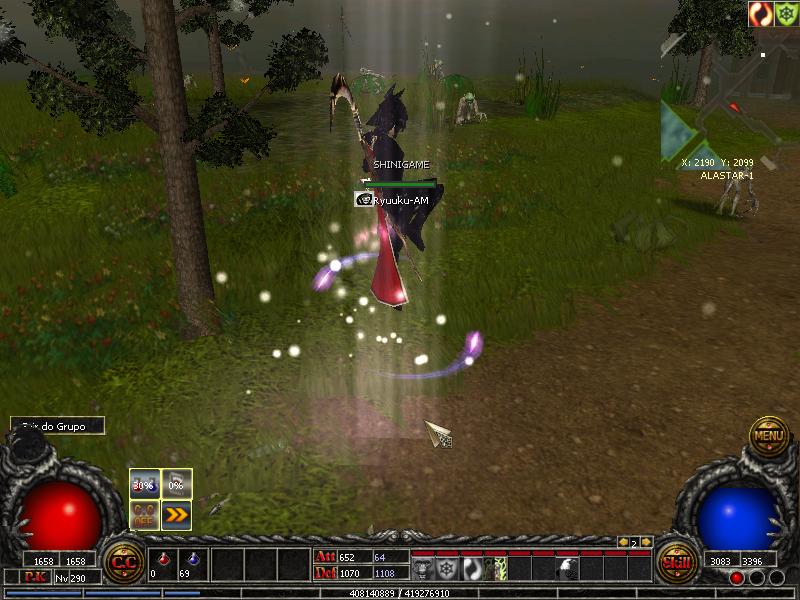 SHINIGAME
Ryuuku-AM
X: 2190 Y: 2099
ALASTAR-1
do Grupo
MENU
30%
0%
C.C
OFF
1658 1658
P.K Nv 290
CC
0 69
Att 652 64
Def 1070 1108
2
Skill
3083 3396
408140889 / 419276910